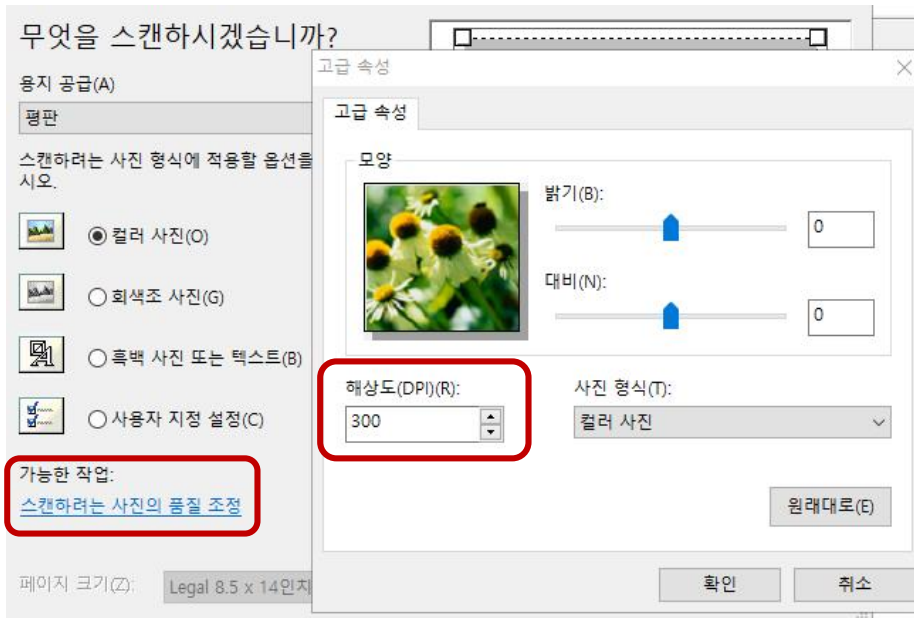 무엇을 스캔하시겠습니까?
용지 공급(A)
평판
스캔하려는 사진 형식에 적용할 옵션을
시오.
컬러 사진(O)
회색조 사진(G)
흑백 사진 또는 텍스트(B)
사용자 지정 설정(C)
가능한 작업:
스캔하려는 사진의 품질 조정
페이지 크기(Z):
Legal 8.5 x 14인치
고급 속성
고급 속성
모양
밝기(B):
0
대비(N):
0
해상도(DPI)(R):
300
사진 형식(T):
컬러 사진
원래대로(E)
확인
취소